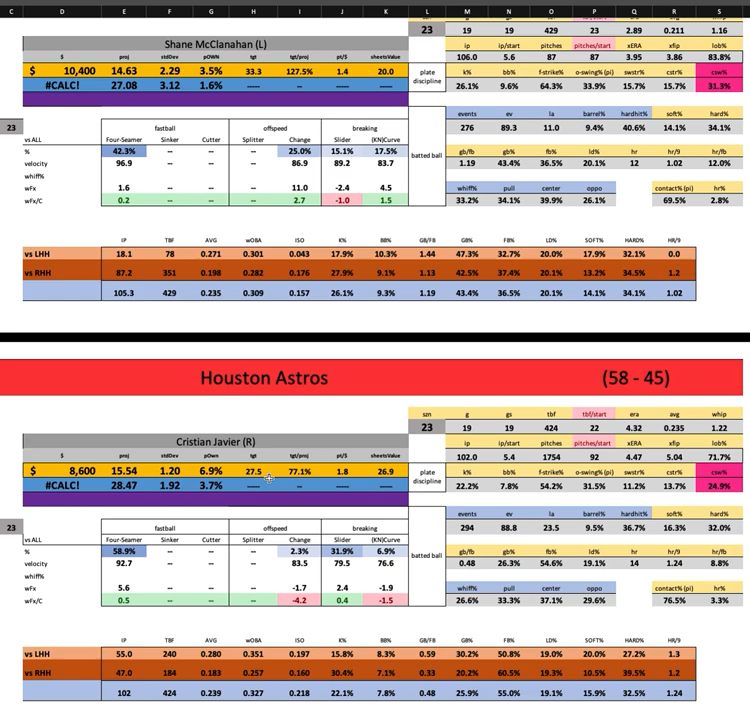 C D E F G H I J K L M N O P Q R S
23 19 19 429 23 2.89 0.211 1.16
Shane McClanahan (L)
ip ip/start pitches pitches/start xERA xfip lob%
$ proj stdDev pOWN tgt tgt/proj pt/$ sheetsValue
106.0 5.6 87 87 3.95 3.86 83.8%
$ 10,400 14.63 2.29 3.5% 33.3 127.5% 1.4 20.0
plate discipline
k% bb% f-strike% o-swing% (pi) swstr% cstr% csw%
#CALC! 27.08 3.12 1.6% ----- -- ----- -----
26.1% 9.6% 64.3% 33.9% 15.7% 15.7% 31.3%
events ev la barrel% hardhit% soft% hard%
23
fastball offspeed breaking
276 89.3 11.0 9.4% 40.6% 14.1% 34.1%
vs ALL Four-Seamer Sinker Cutter Splitter Change Slider (KN)Curve
% 42.3% -- -- -- 25.0% 15.1% 17.5%
batted ball
gb/fb gb% fb% ld% hr hr/9 hr/fb
velocity 96.9 -- -- -- 86.9 89.2 83.7
1.19 43.4% 36.5% 20.1% 12 1.02 12.0%
whiff%
wFx 1.6 -- -- -- 11.0 -2.4 4.5
whiff% pull center oppo contact% (pi) hr%
wFx/C 0.2 -- -- -- 2.7 -1.0 1.5
33.2% 34.1% 39.9% 26.1% 69.5% 2.8%
IP TBF AVG wOBA ISO K% BB% GB/FB GB% FB% LD% SOFT% HARD% HR/9
vs LHH 18.1 78 0.271 0.301 0.043 17.9% 10.3% 1.44 47.3% 32.7% 20.0% 17.9% 32.1% 0.0
vs RHH 87.2 351 0.198 0.282 0.176 27.9% 9.1% 1.13 42.5% 37.4% 20.1% 13.2% 34.5% 1.2
105.3 429 0.235 0.309 0.157 26.1% 9.3% 1.19 43.4% 36.5% 20.1% 14.1% 34.1% 1.02
Houston Astros (58 - 45)
szn g gs tbf tbf/start era avg whip
23 19 19 424 22 4.32 0.235 1.16
Cristian Javier (R)
ip ip/start pitches pitches/start xERA xfip lob%
$ proj stdDev pOWN tgt tgt/proj pt/$ sheetsValue
102.0 5.4 1754 92 4.47 5.04 71.7%
$ 8,600 15.54 1.20 6.9% 27.5 77.1% 1.8 26.9
plate discipline
k% bb% f-strike% o-swing% (pi) swstr% cstr% csw%
#CALC! 28.47 1.92 3.7% ----- -- ----- -----
22.2% 7.8% 54.2% 31.5% 11.2% 13.7% 24.9%
events ev la barrel% hardhit% soft% hard%
23
fastball offspeed breaking
294 88.8 23.5 9.5% 36.7% 16.3% 32.0%
vs ALL Four-Seamer Sinker Cutter Splitter Change Slider (KN)Curve
% 58.9% -- -- -- 2.3% 31.9% 6.9%
batted ball
gb/fb gb% fb% ld% hr hr/9 hr/fb
velocity 92.7 -- -- -- 83.5 79.5 76.6
0.48 26.3% 54.6% 19.1% 14 1.24 8.8%
whiff%
wFx 5.6 -- -- -- -1.7 2.4 -1.9
whiff% pull center oppo contact% (pi) hr%
wFx/C 0.5 -- -- -- -4.2 0.4 -1.5
26.6% 33.3% 37.1% 29.6% 76.5% 3.3%
IP TBF AVG wOBA ISO K% BB% GB/FB GB% FB% LD% SOFT% HARD% HR/9
vs LHH 55.0 240 0.280 0.351 0.197 15.8% 8.3% 0.59 30.2% 50.8% 19.0% 20.0% 27.2% 1.3
vs RHH 47.0 184 0.183 0.257 0.160 30.4% 7.1% 0.33 20.2% 60.5% 19.3% 10.5% 39.5% 1.2
102 424 0.239 0.327 0.218 22.1% 7.8% 0.48 25.9% 55.0% 19.1% 15.9% 32.5% 1.24